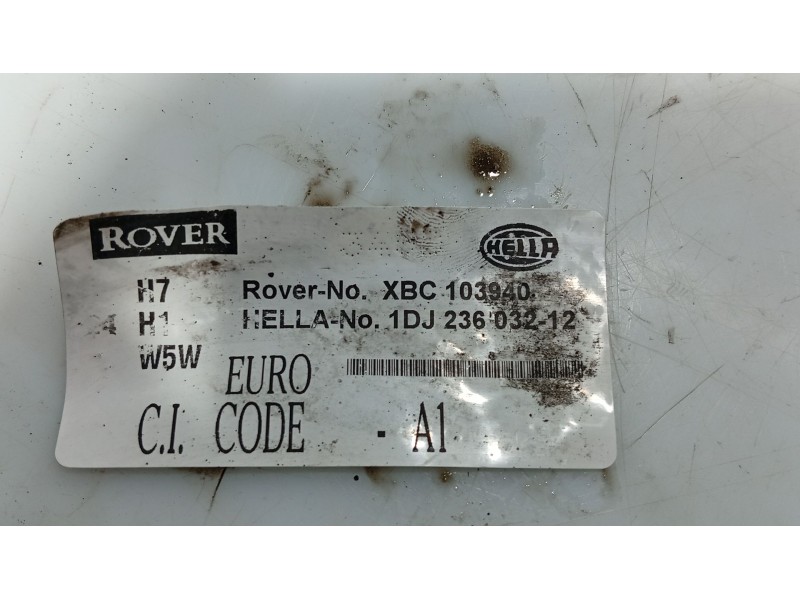 ROVER
HELLA
H7 Rover-No. XBC 103940
H1 HELLA-No. 1DJ 236 032-12
W5W
EURO
C.I. CODE - A1